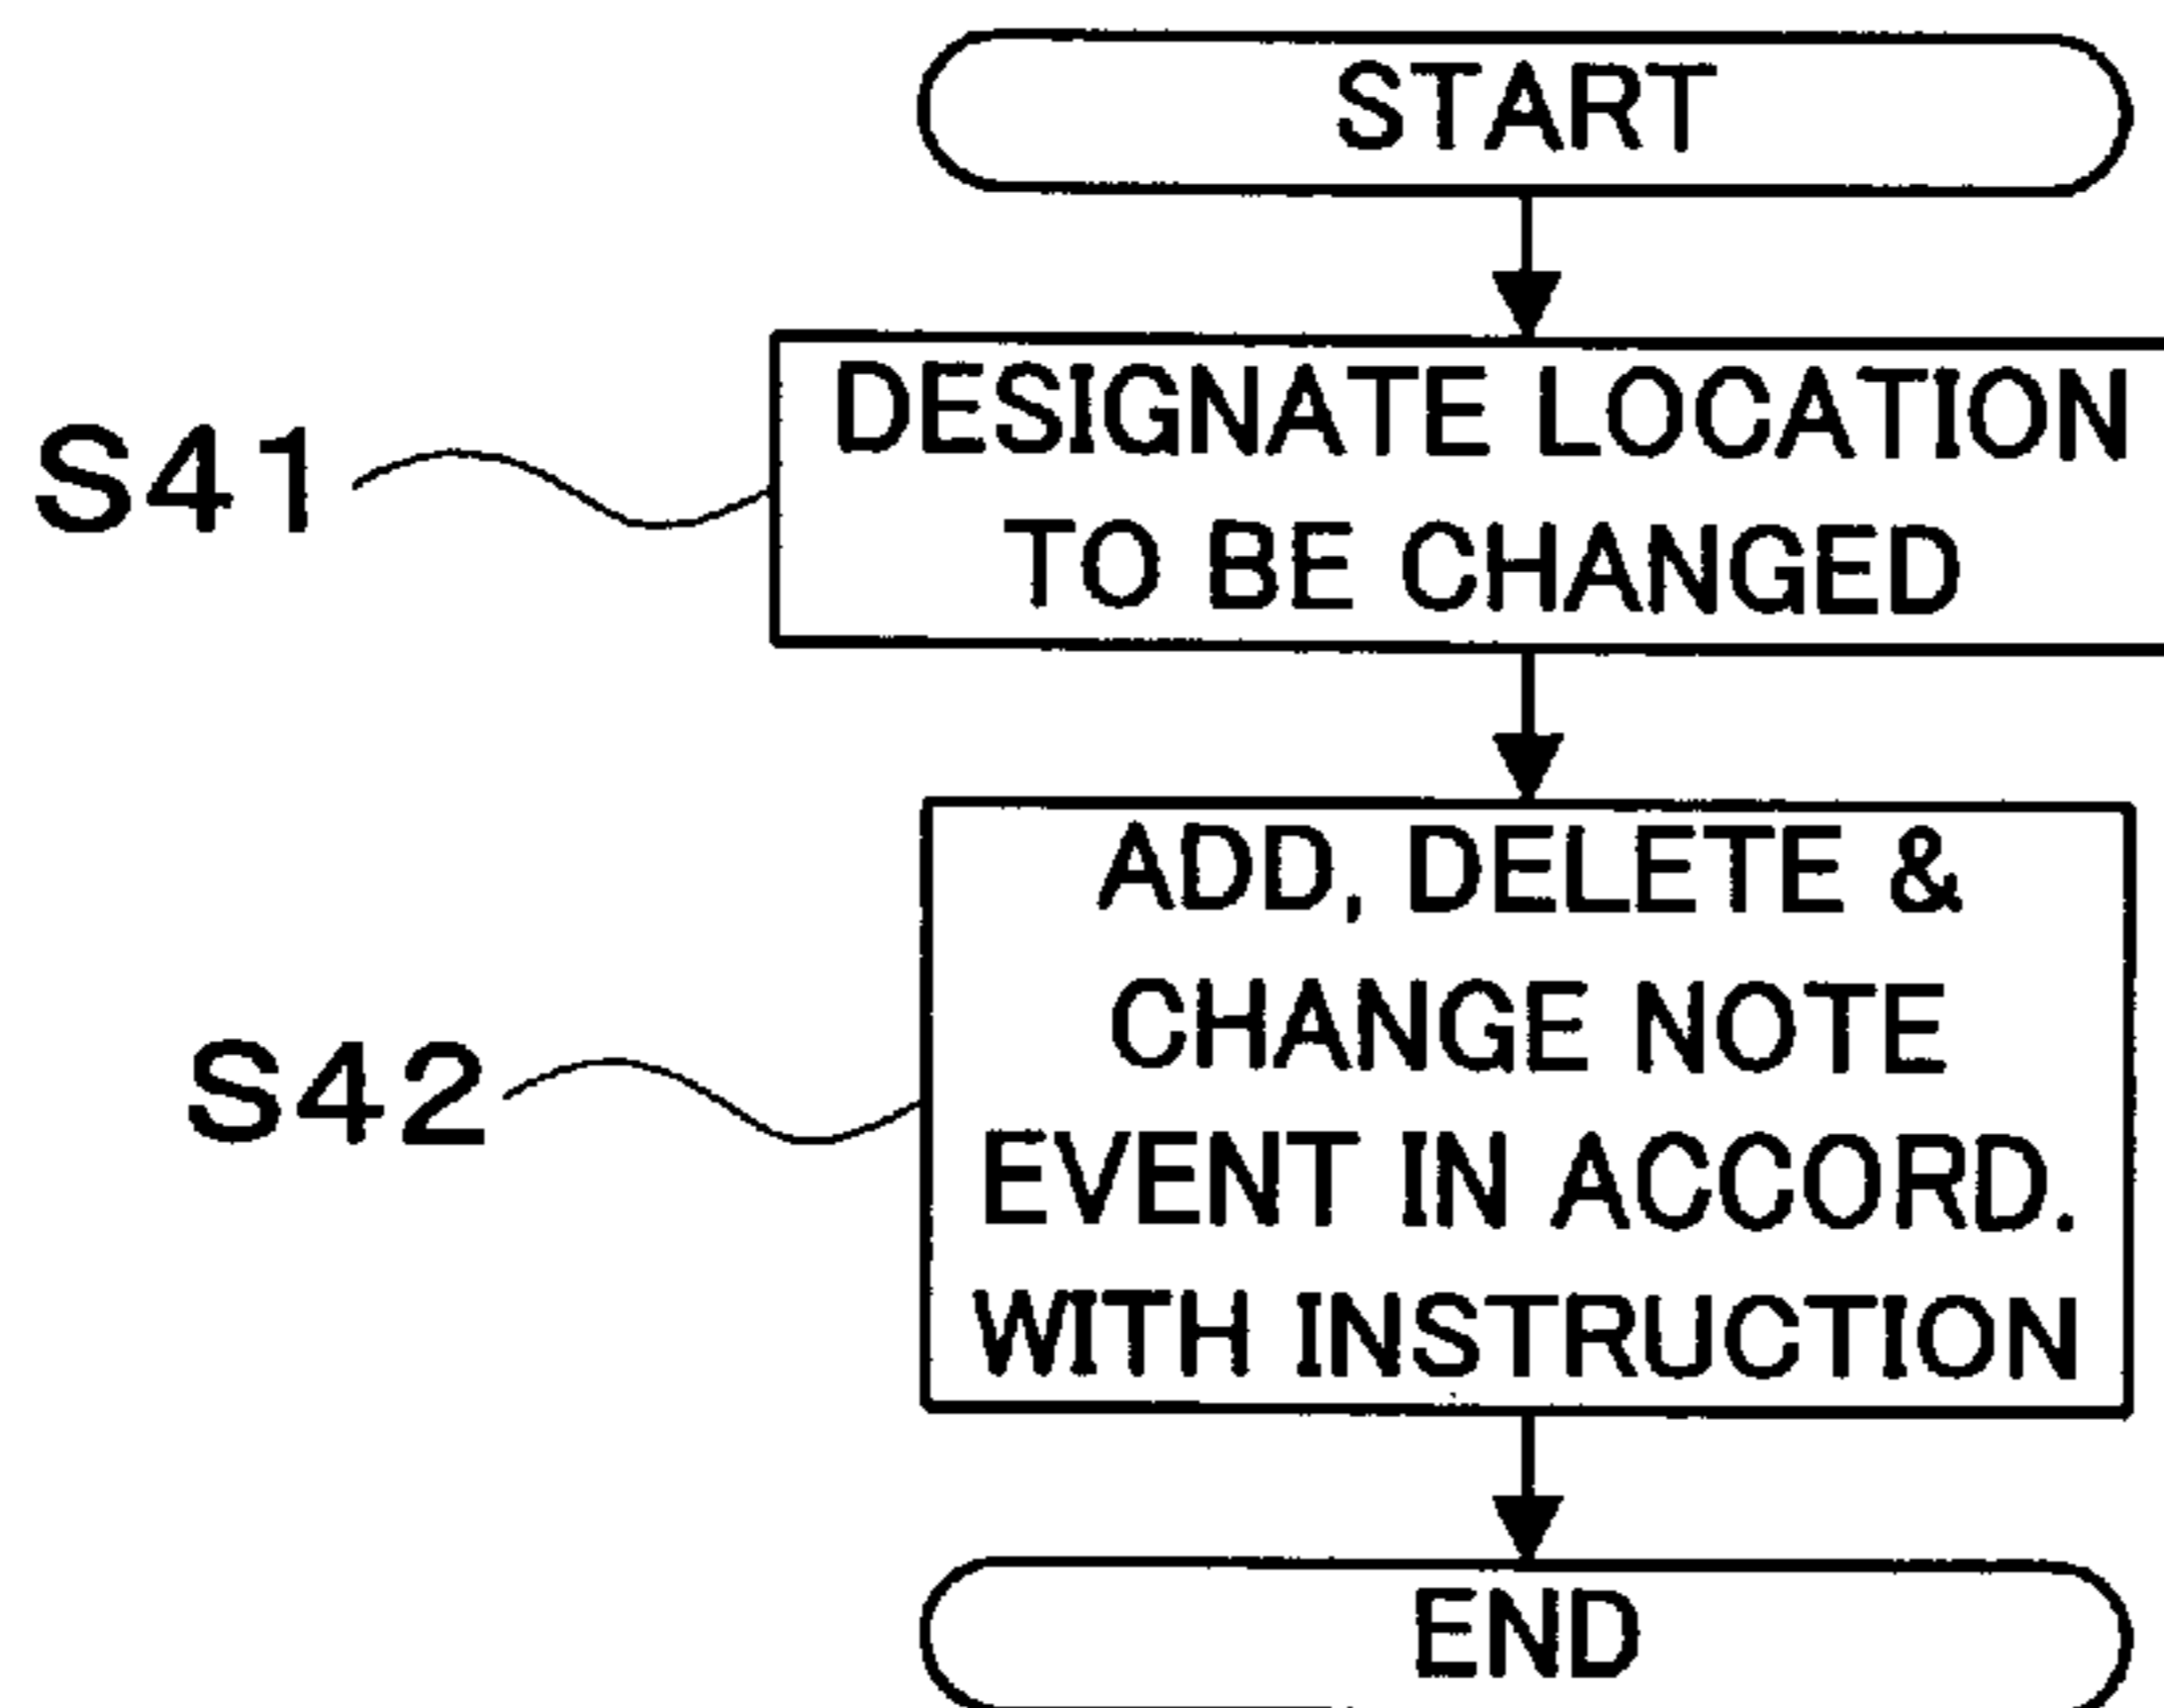 START
DESIGNATE LOCATION
TO BE CHANGED
S41
ADD, DELETE &
CHANGE NOTE
EVENT IN ACCORD.
WITH INSTRUCTION
S42
END